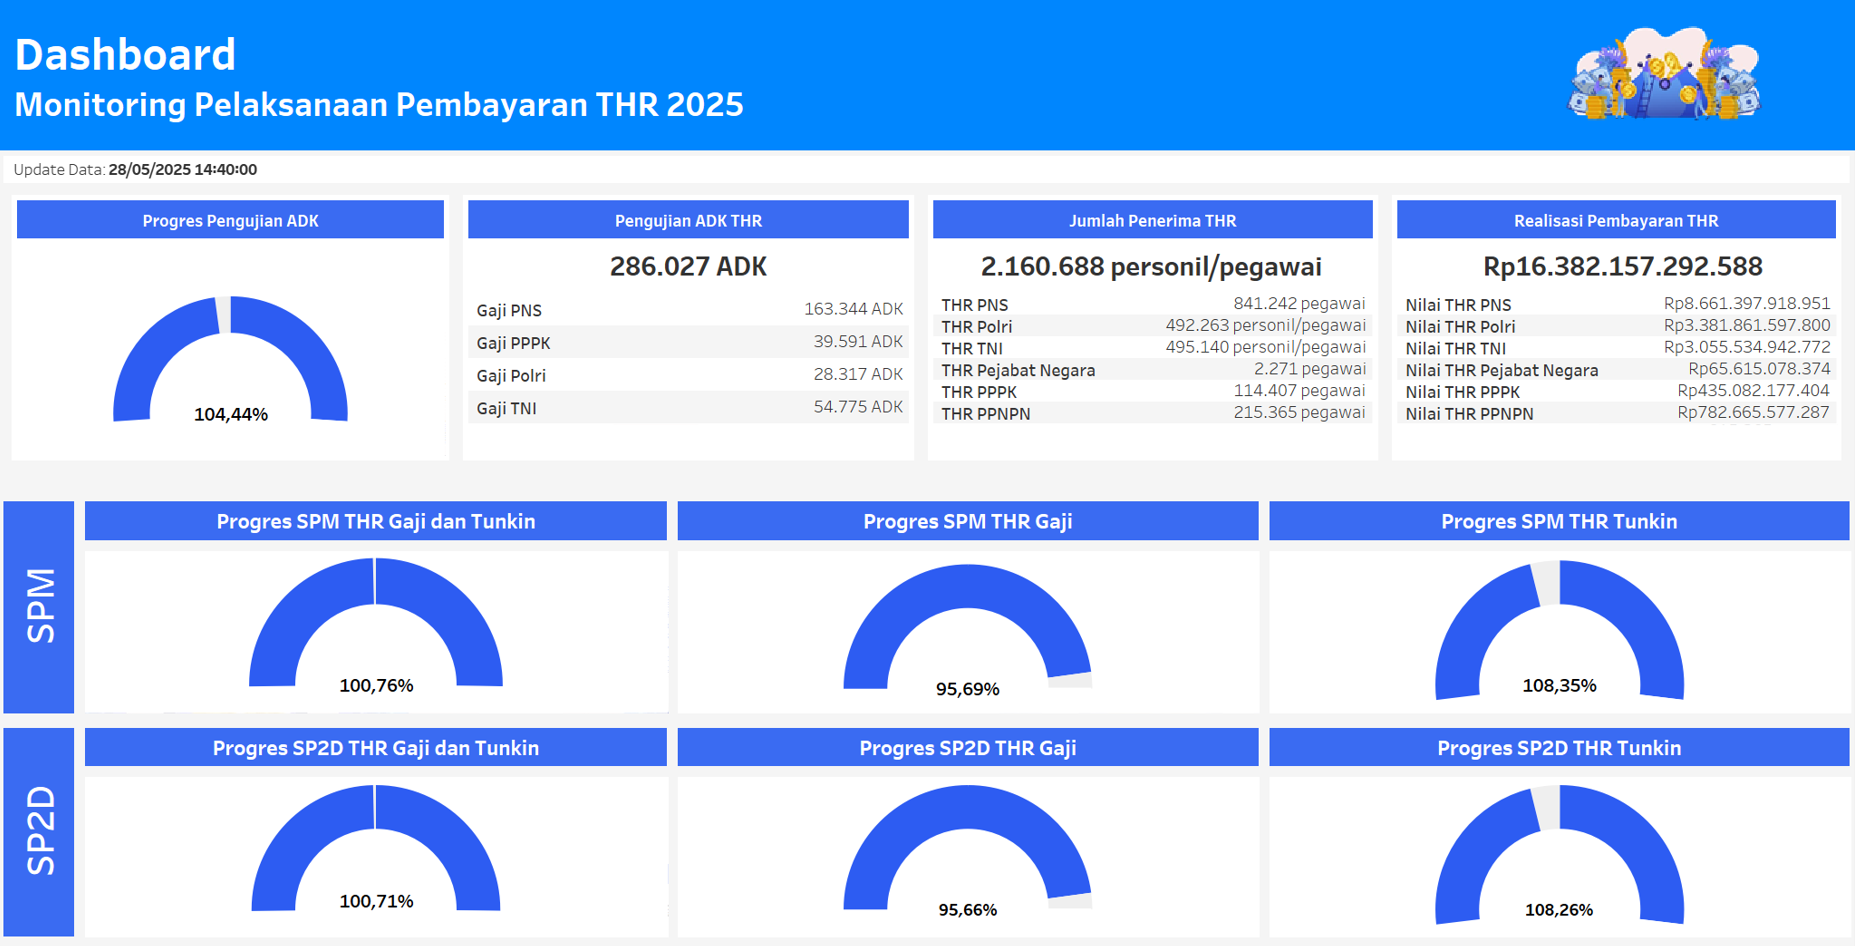 Dashboard
Monitoring Pelaksanaan Pembayaran THR 2025
Update Data: 28/05/2025 14:40:00
Progres Pengujian ADK
104,44%
Pengujian ADK THR
286.027 ADK
Gaji PNS 163.344 ADK
Gaji PPPK 39.591 ADK
Gaji Polri 28.317 ADK
Gaji TNI 54.775 ADK
Jumlah Penerima THR
2.160.688 personil/pegawai
THR PNS 841.242 pegawai
THR Polri 492.263 personil/pegawai
THR TNI 495.140 personil/pegawai
THR Pejabat Negara 2.271 pegawai
THR PPPK 114.407 pegawai
THR PPNPN 215.365 pegawai
Realisasi Pembayaran THR
Rp16.382.157.292.588
Nilai THR PNS Rp8.661.397.918.951
Nilai THR Polri Rp3.381.861.597.800
Nilai THR TNI Rp3.055.534.942.772
Nilai THR Pejabat Negara Rp65.615.078.374
Nilai THR PPPK Rp435.082.177.404
Nilai THR PPNPN Rp782.665.577.287
SPM
Progres SPM THR Gaji dan Tunkin
100,76%
Progres SPM THR Gaji
95,69%
Progres SPM THR Tunkin
108,35%
SP2D
Progres SP2D THR Gaji dan Tunkin
100,71%
Progres SP2D THR Gaji
95,66%
Progres SP2D THR Tunkin
108,26%